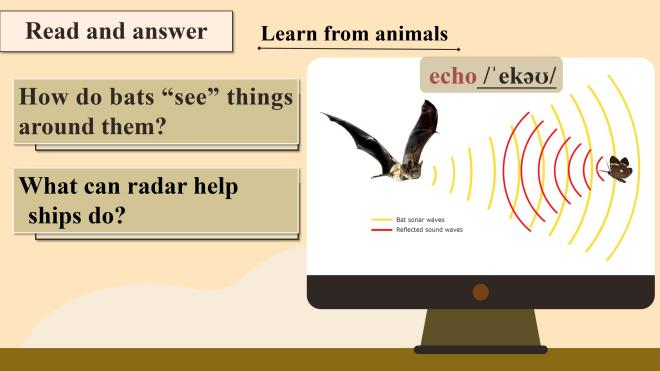 Read and answer
Learn from animals
echo /ˈekəʊ/
How do bats “see” things
around them?
What can radar help
ships do?
Bat sonar waves
Reflected sound waves